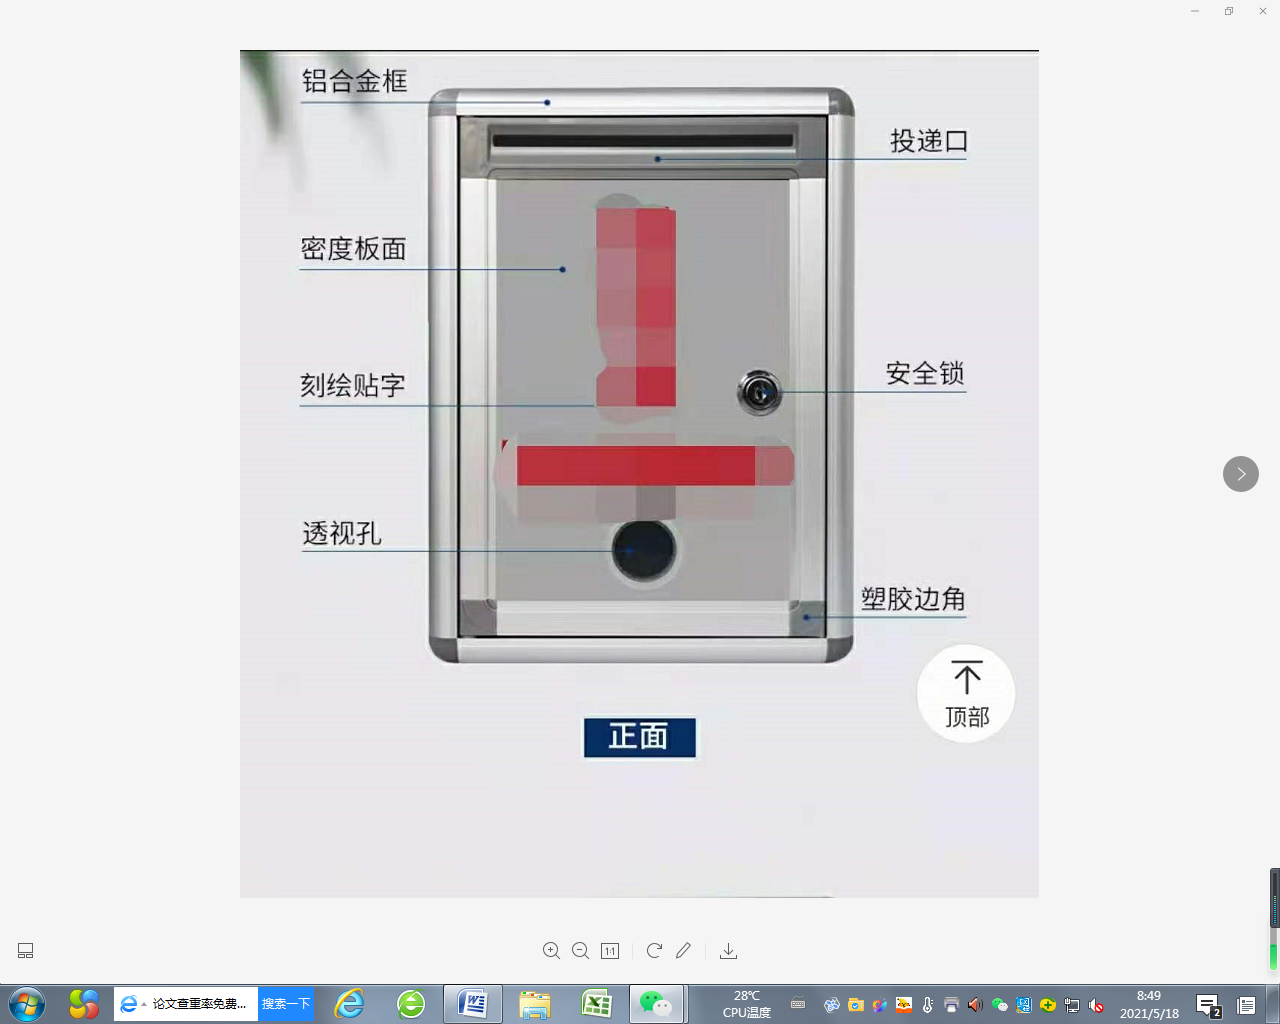 铝合金框
投递口
密度板面
安全锁
刻绘贴字
透视孔
塑胶边角
顶部
正面
1:1
论文查重率免费...
搜索一下
28℃
CPU温度
8:49
2021/5/18
2